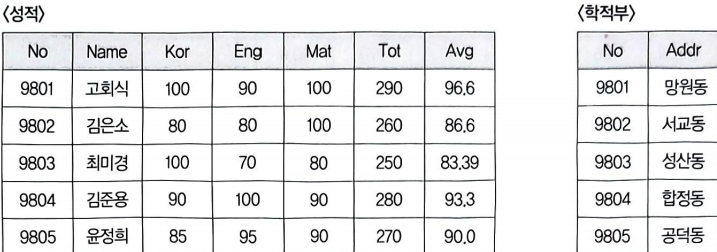 〈성적〉 〈학적부〉
No Name Kor Eng Mat Tot Avg No Addr
9801 고회식 100 90 100 290 96.6 9801 망원동
9802 김은소 80 80 100 260 86.6 9802 서교동
9803 최미경 100 70 80 250 83.39 9803 성산동
9804 김준용 90 100 90 280 93.3 9804 합정동
9805 윤정희 85 95 90 270 90.0 9805 공덕동